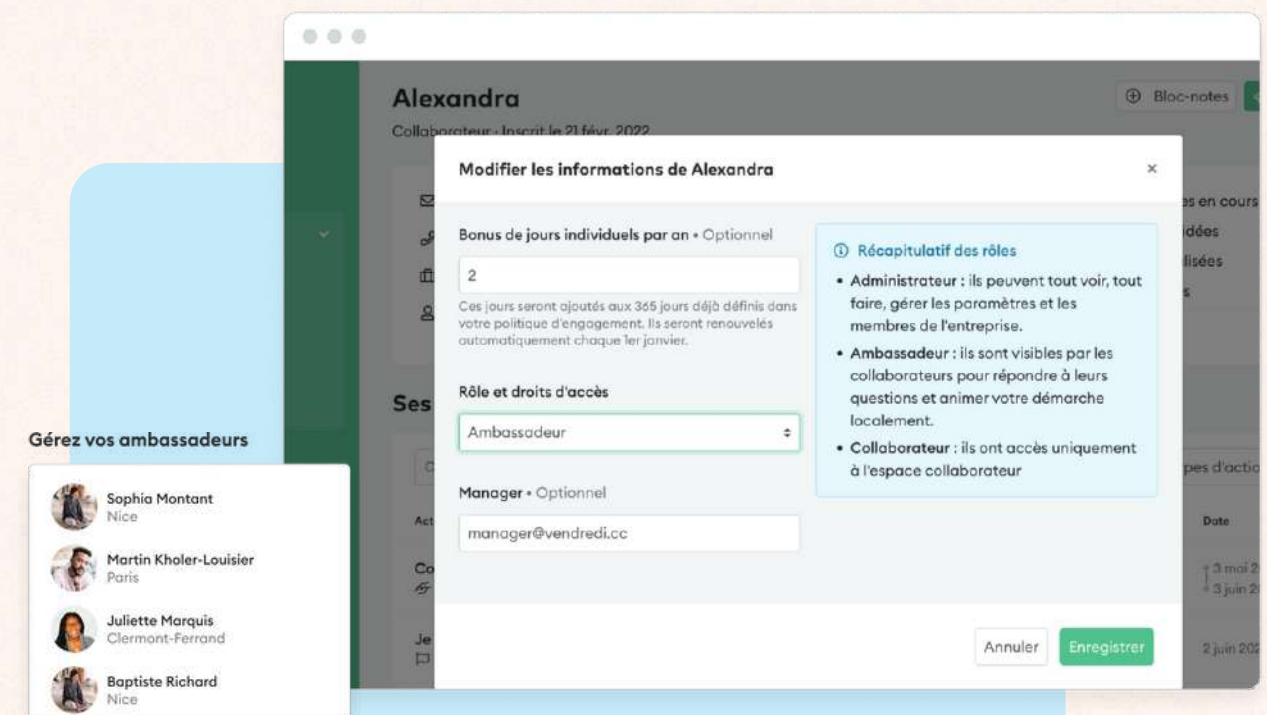 Alexandra
Bloc-notes
Collaborateur · Inscrit le 21 févr. 2022
Modifier les informations de Alexandra
×
Bonus de jours individuels par an • Optionnel
2
Ces jours seront ajoutés aux 365 jours déjà définis dans
votre politique d'engagement. Ils seront renouvelés
automatiquement chaque 1er janvier.
Rôle et droits d'accès
Ambassadeur
Manager • Optionnel
manager@vendredi.cc
Récapitulatif des rôles
• Administrateur : ils peuvent tout voir, tout
faire, gérer les paramètres et les
membres de l'entreprise.
• Ambassadeur : ils sont visibles par les
collaborateurs pour répondre à leurs
questions et animer votre démarche
localement.
• Collaborateur : ils ont accès uniquement
à l'espace collaborateur
Annuler
Enregistrer
es en cours
idées
lisées
s
Ses
pes d'actio
Act
Date
Co
3 mai 2
3 juin 2
Je
2 juin 202
Gérez vos ambassadeurs
Sophia Montant
Nice
Martin Kholer-Louisier
Paris
Juliette Marquis
Clermont-Ferrand
Baptiste Richard
Nice